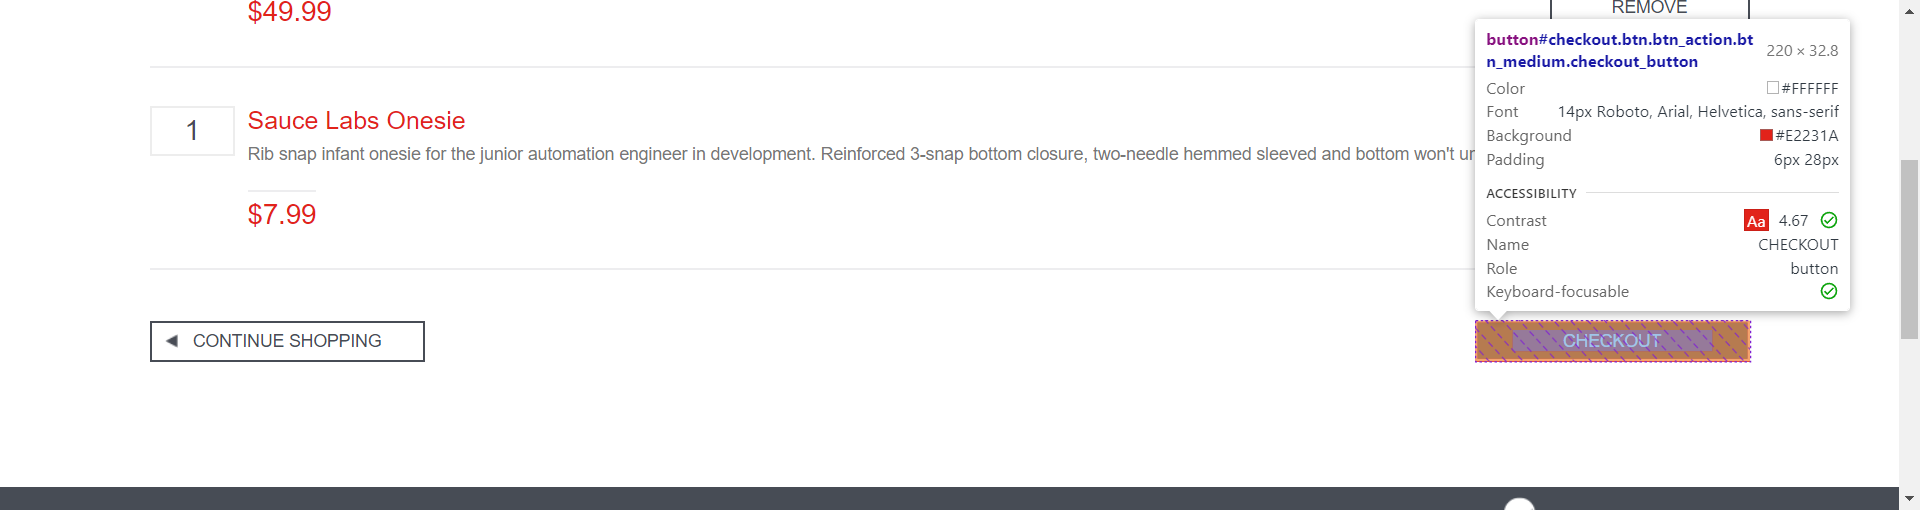 $49.99
REMOVE
button#checkout.btn.btn_action.bt
n_medium.checkout_button
220 × 32.8
Color #FFFFFF
Font 14px Roboto, Arial, Helvetica, sans-serif
Background #E2231A
Padding 6px 28px
ACCESSIBILITY
Contrast Aa 4.67
Name CHECKOUT
Role button
Keyboard-focusable
1
Sauce Labs Onesie
Rib snap infant onesie for the junior automation engineer in development. Reinforced 3-snap bottom closure, two-needle hemmed sleeved and bottom won't
$7.99
CONTINUE SHOPPING
CHECKOUT